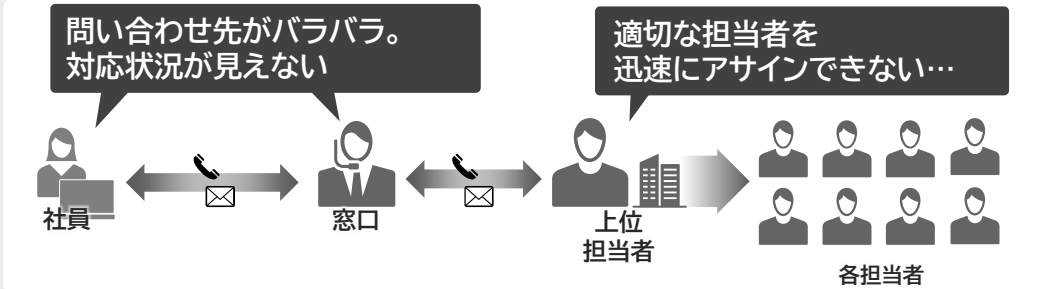 問い合わせ先がバラバラ。
対応状況が見えない
適切な担当者を
迅速にアサインできない…
社員
窓口
上位
担当者
各担当者